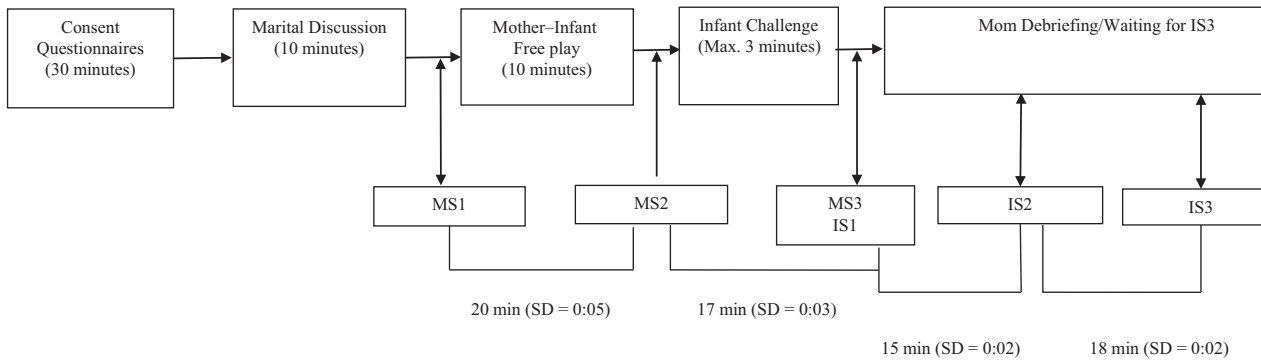 Consent
Questionnaires
(30 minutes)
Marital Discussion
(10 minutes)
Mother–Infant
Free play
(10 minutes)
Infant Challenge
(Max. 3 minutes)
Mom Debriefing/Waiting for IS3
MS1
MS2
MS3
IS1
IS2
IS3
20 min (SD = 0:05)
17 min (SD = 0:03)
15 min (SD = 0:02)
18 min (SD = 0:02)